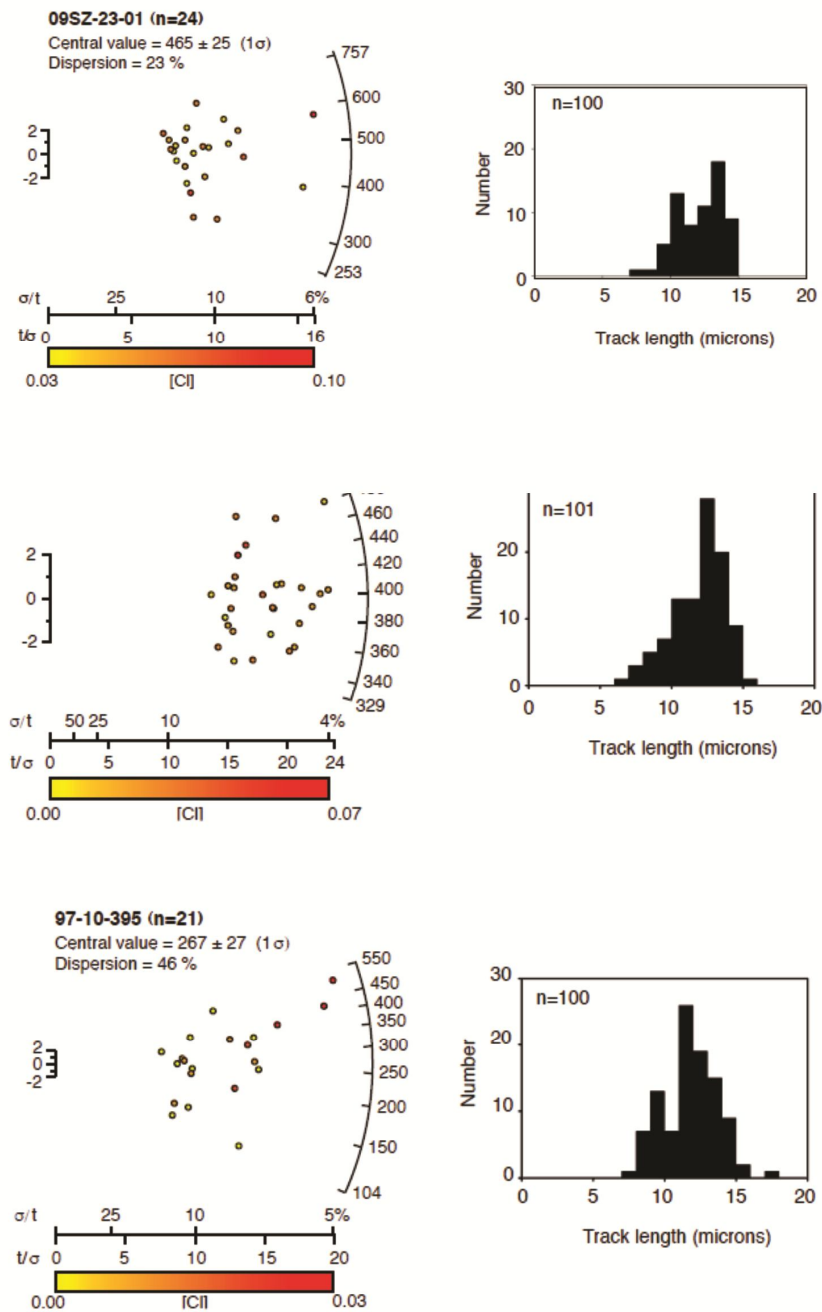 09SZ-23-01 (n=24)
Central value = 465 ± 25 (1σ)
Dispersion = 23 %
757
600
500
400
300
253
2
0
-2
σ/t 25 10 6%
t/σ 0 5 10 16
0.03 [Cl] 0.10
30
20
10
0
Number
n=100
0 5 10 15 20
Track length (microns)
460
440
420
400
380
360
340
329
2
0
-2
σ/t 50 25 10 4%
t/σ 0 5 10 15 20 24
0.00 [Cl] 0.07
20
10
0
Number
n=101
0 5 10 15 20
Track length (microns)
97-10-395 (n=21)
Central value = 267 ± 27 (1σ)
Dispersion = 46 %
550
450
400
350
300
250
200
150
104
2
0
-2
σ/t 25 10 5%
t/σ 0 5 10 15 20
0.00 [Cl] 0.03
30
20
10
0
Number
n=100
0 5 10 15 20
Track length (microns)